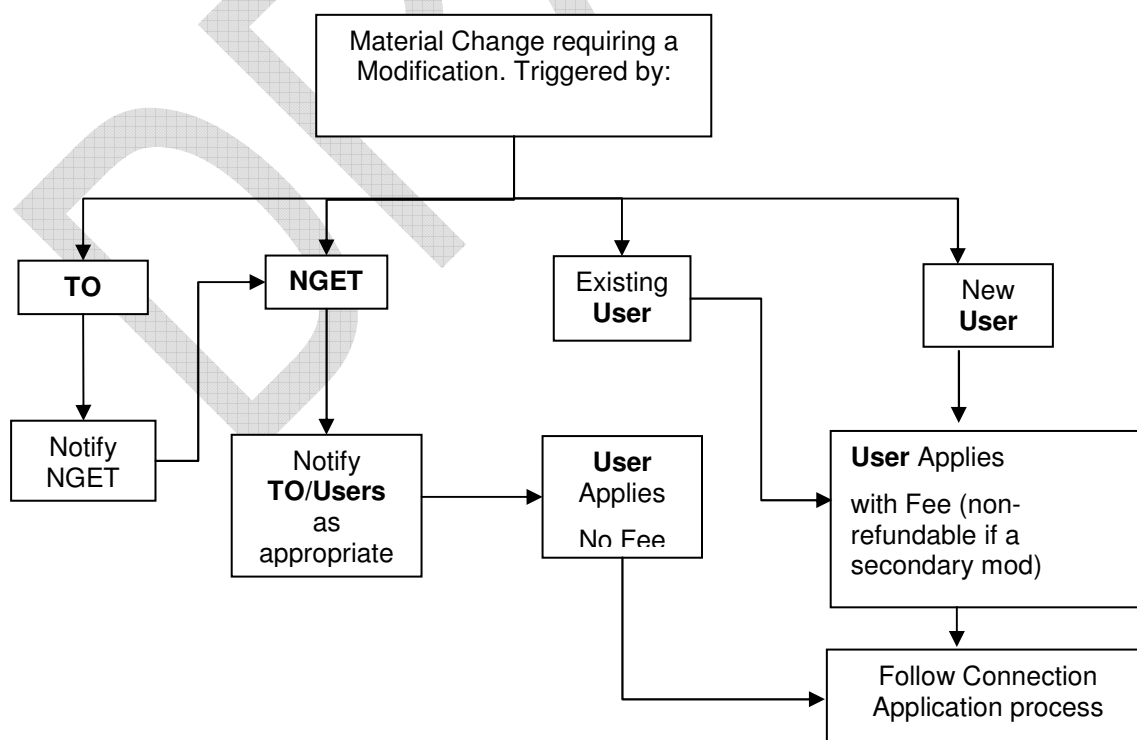 Material Change requiring a
Modification. Triggered by:
TO
NGET
Existing
User
New
User
Notify
NGET
Notify
TO/Users
as
appropriate
User
Applies
No Fee
User Applies
with Fee (non-
refundable if a
secondary mod)
Follow Connection
Application process